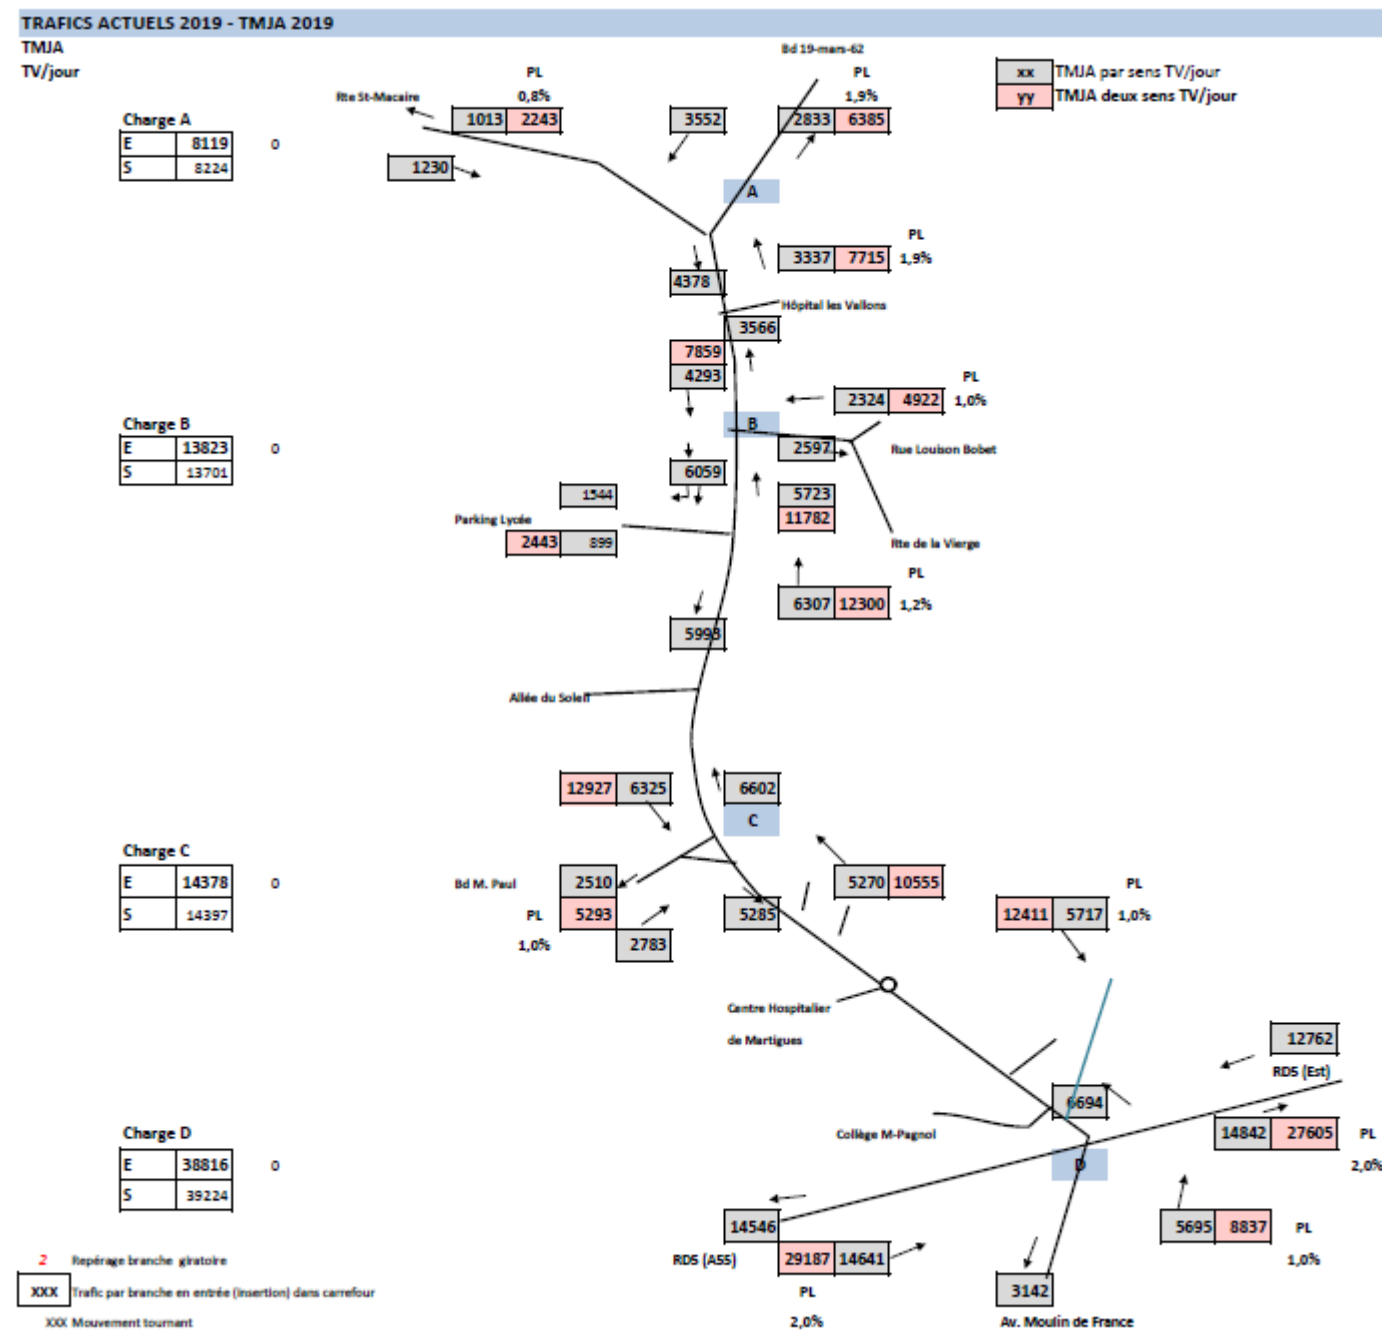 TRAFICS ACTUELS 2019 - TMJA 2019
TMJA
TV/jour
Bd 19-mars-62
xx TMJA par sens TV/jour
yy TMJA deux sens TV/jour
PL
0,8%
PL
1,9%
Rte St-Macaire
1013 2243
3552
2833 6385
Charge A
E 8119 0
S 8224
1230
A
PL
3337 7715 1,9%
4378
Hôpital les Vallons
3566
7859
4293
PL
2324 4922 1,0%
Charge B
E 13823 0
S 13701
B
2597
Rue Louison Bobet
6059
1544
5723
11782
Parking Lycée
2443 899
Rte de la Vierge
PL
6307 12300 1,2%
5993
Allée du Soleil
12927 6325
6602
C
Charge C
E 14378 0
S 14397
Bd M. Paul
2510
PL 5293
1,0%
2783
5285
5270 10555
PL
12411 5717 1,0%
Centre Hospitalier
de Martigues
12762
RD5 (Est)
6694
Collège M-Pagnol
14842 27605 PL
2,0%
Charge D
E 38816 0
S 39224
D
14546
RD5 (A55)
29187 14641
PL
2,0%
5695 8837 PL
1,0%
3142
Av. Moulin de France
2 Repérage branche giratoire
XXX Trafic par branche en entrée (insertion) dans carrefour
XXX Mouvement tournant